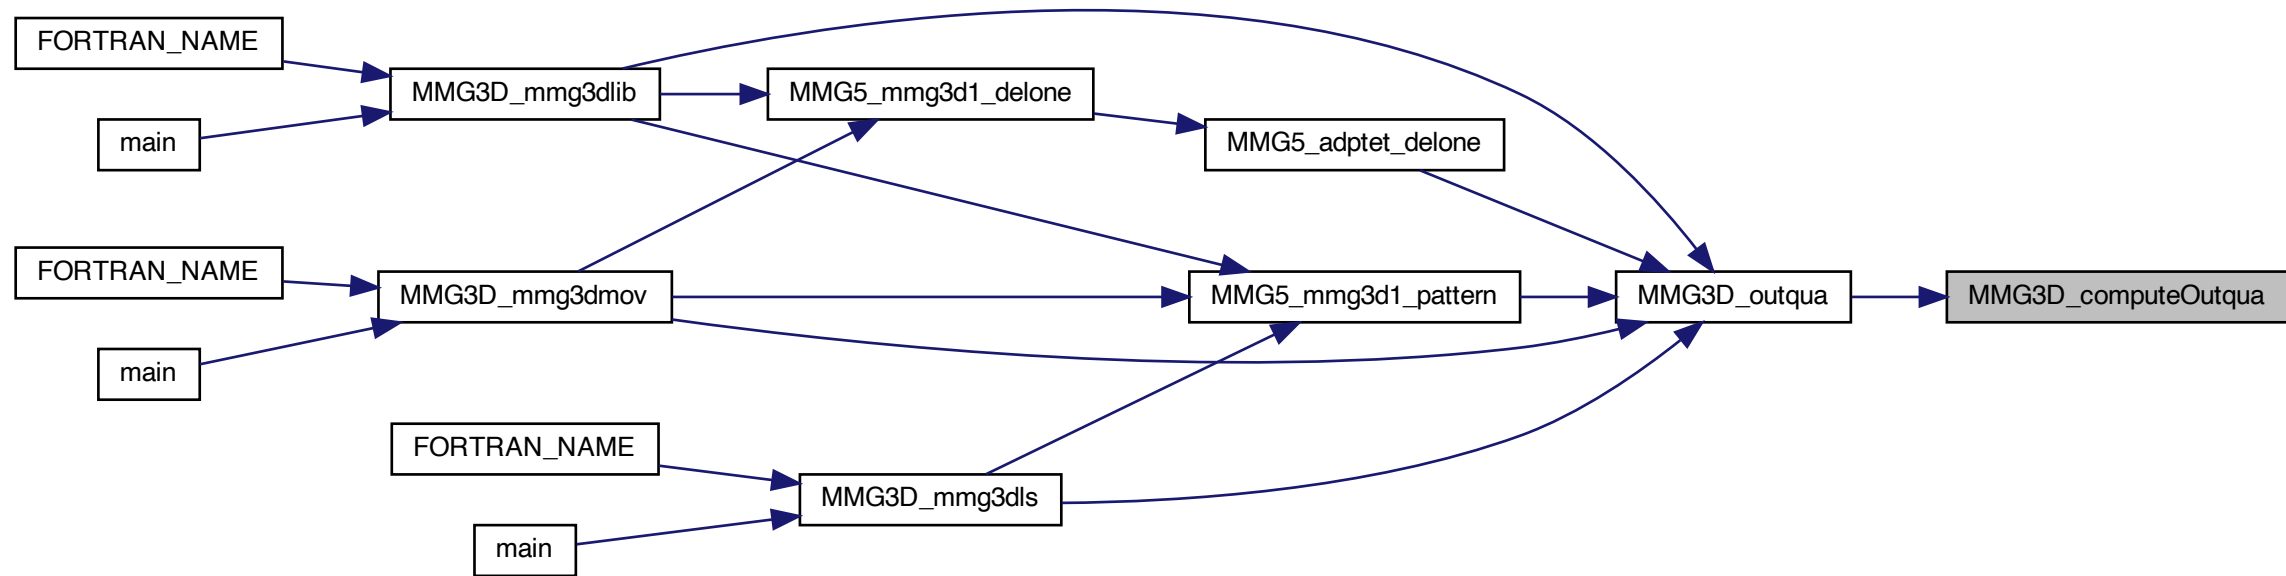 FORTRAN_NAME
MMG3D_mmg3dlib
MMG5_mmg3d1_delone
main
MMG5_adptet_delone
FORTRAN_NAME
MMG3D_mmg3dmov
MMG5_mmg3d1_pattern
MMG3D_outqua
MMG3D_computeOutqua
main
FORTRAN_NAME
MMG3D_mmg3dls
main